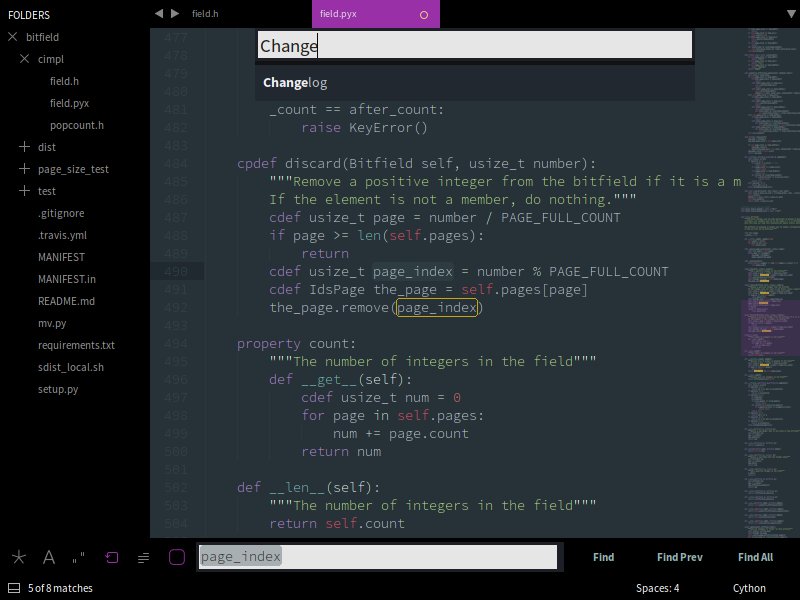 FOLDERS
bitfield
cimpl
field.h
field.pyx
popcount.h
dist
page_size_test
test
.gitignore
.travis.yml
MANIFEST
MANIFEST.in
README.md
mv.py
requirements.txt
sdist_local.sh
setup.py
field.h
field.pyx
Change
Changelog
477
478
479
480
481 _count == after_count:
482 raise KeyError()
483
484 cpdef discard(Bitfield self, usize_t number):
485 """Remove a positive integer from the bitfield if it is a m
486 If the element is not a member, do nothing."""
487 cdef usize_t page = number / PAGE_FULL_COUNT
488 if page >= len(self.pages):
489 return
490 cdef usize_t page_index = number % PAGE_FULL_COUNT
491 cdef IdsPage the_page = self.pages[page]
492 the_page.remove(page_index)
493
494 property count:
495 """The number of integers in the field"""
496 def __get__(self):
497 cdef usize_t num = 0
498 for page in self.pages:
499 num += page.count
500 return num
501
502 def __len__(self):
503 """The number of integers in the field"""
504 return self.count
page_index
Find
Find Prev
Find All
5 of 8 matches
Spaces: 4
Cython